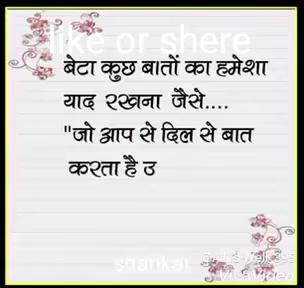 like or shere
बेटा कुछ बातों का हमेशा
याद रखना जैसे....
"जो आप से दिल से बात
करता है उ
shankar